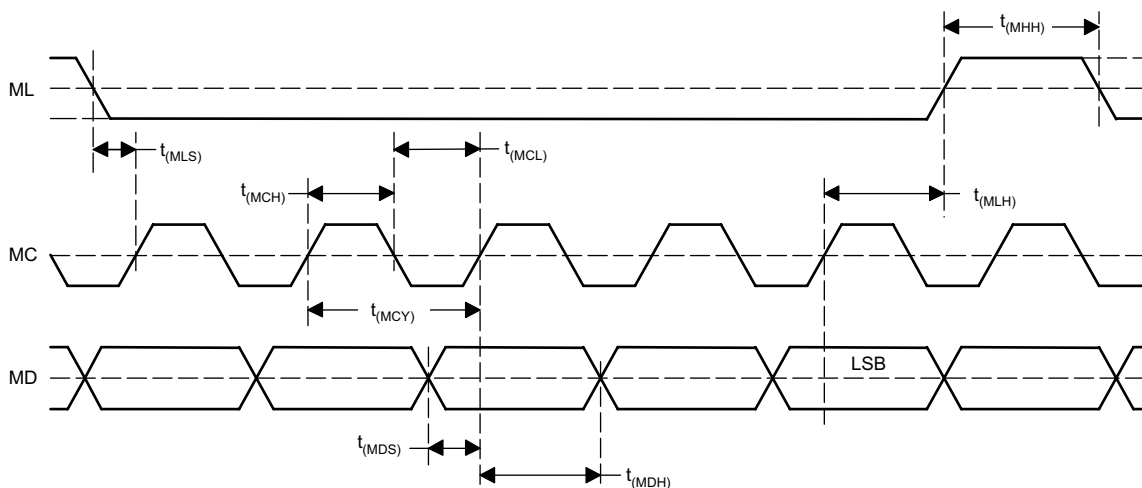 t(MHH)
ML
t(MLS)
t(MCL)
t(MCH)
t(MLH)
MC
t(MCY)
MD
LSB
t(MDS)
t(MDH)